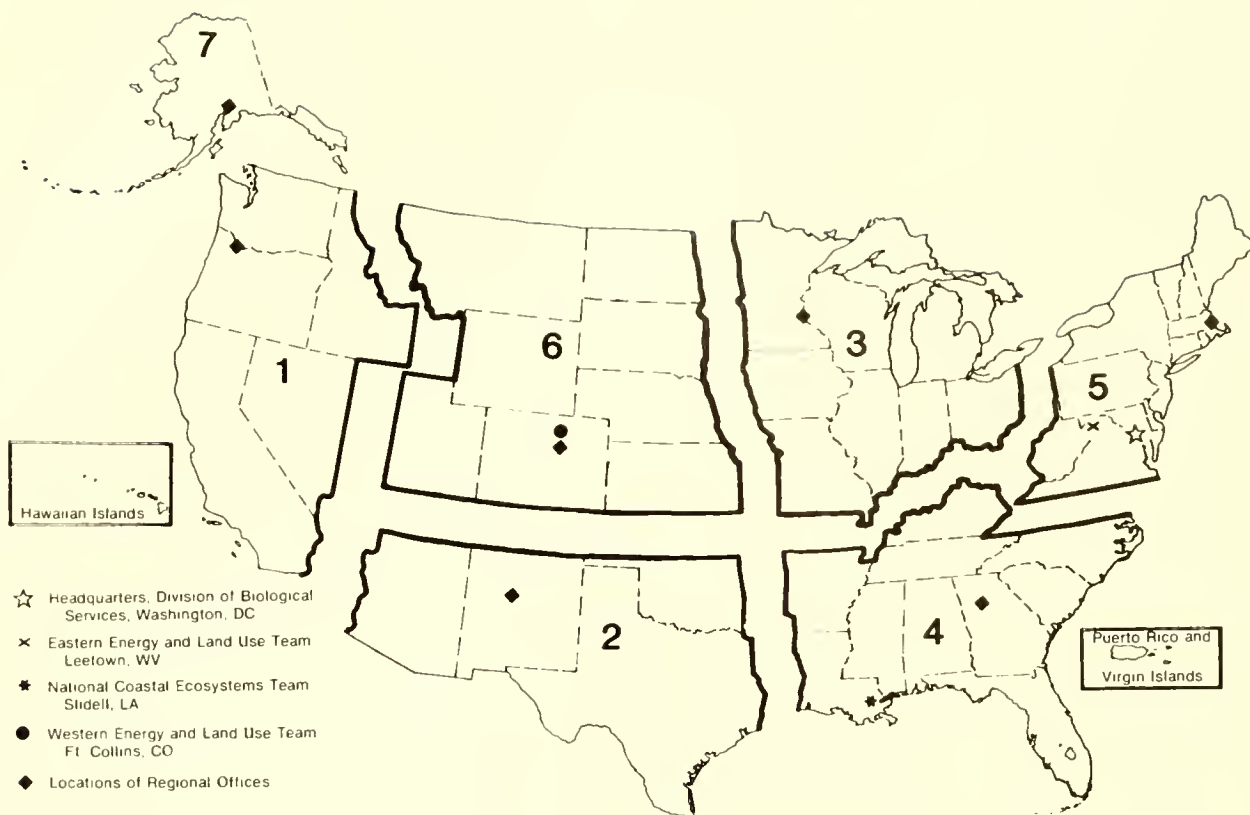 7
1
6
3
5
2
4
Hawaiian Islands
Puerto Rico and
Virgin Islands
Headquarters, Division of Biological
Services, Washington, DC
Eastern Energy and Land Use Team
Leetown, WV
National Coastal Ecosystems Team
Slidell, LA
Western Energy and Land Use Team
Ft Collins, CO
Locations of Regional Offices